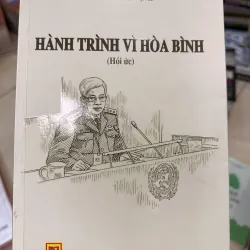 HÀNH TRÌNH VÌ HÒA BÌNH
(Hồi ức)